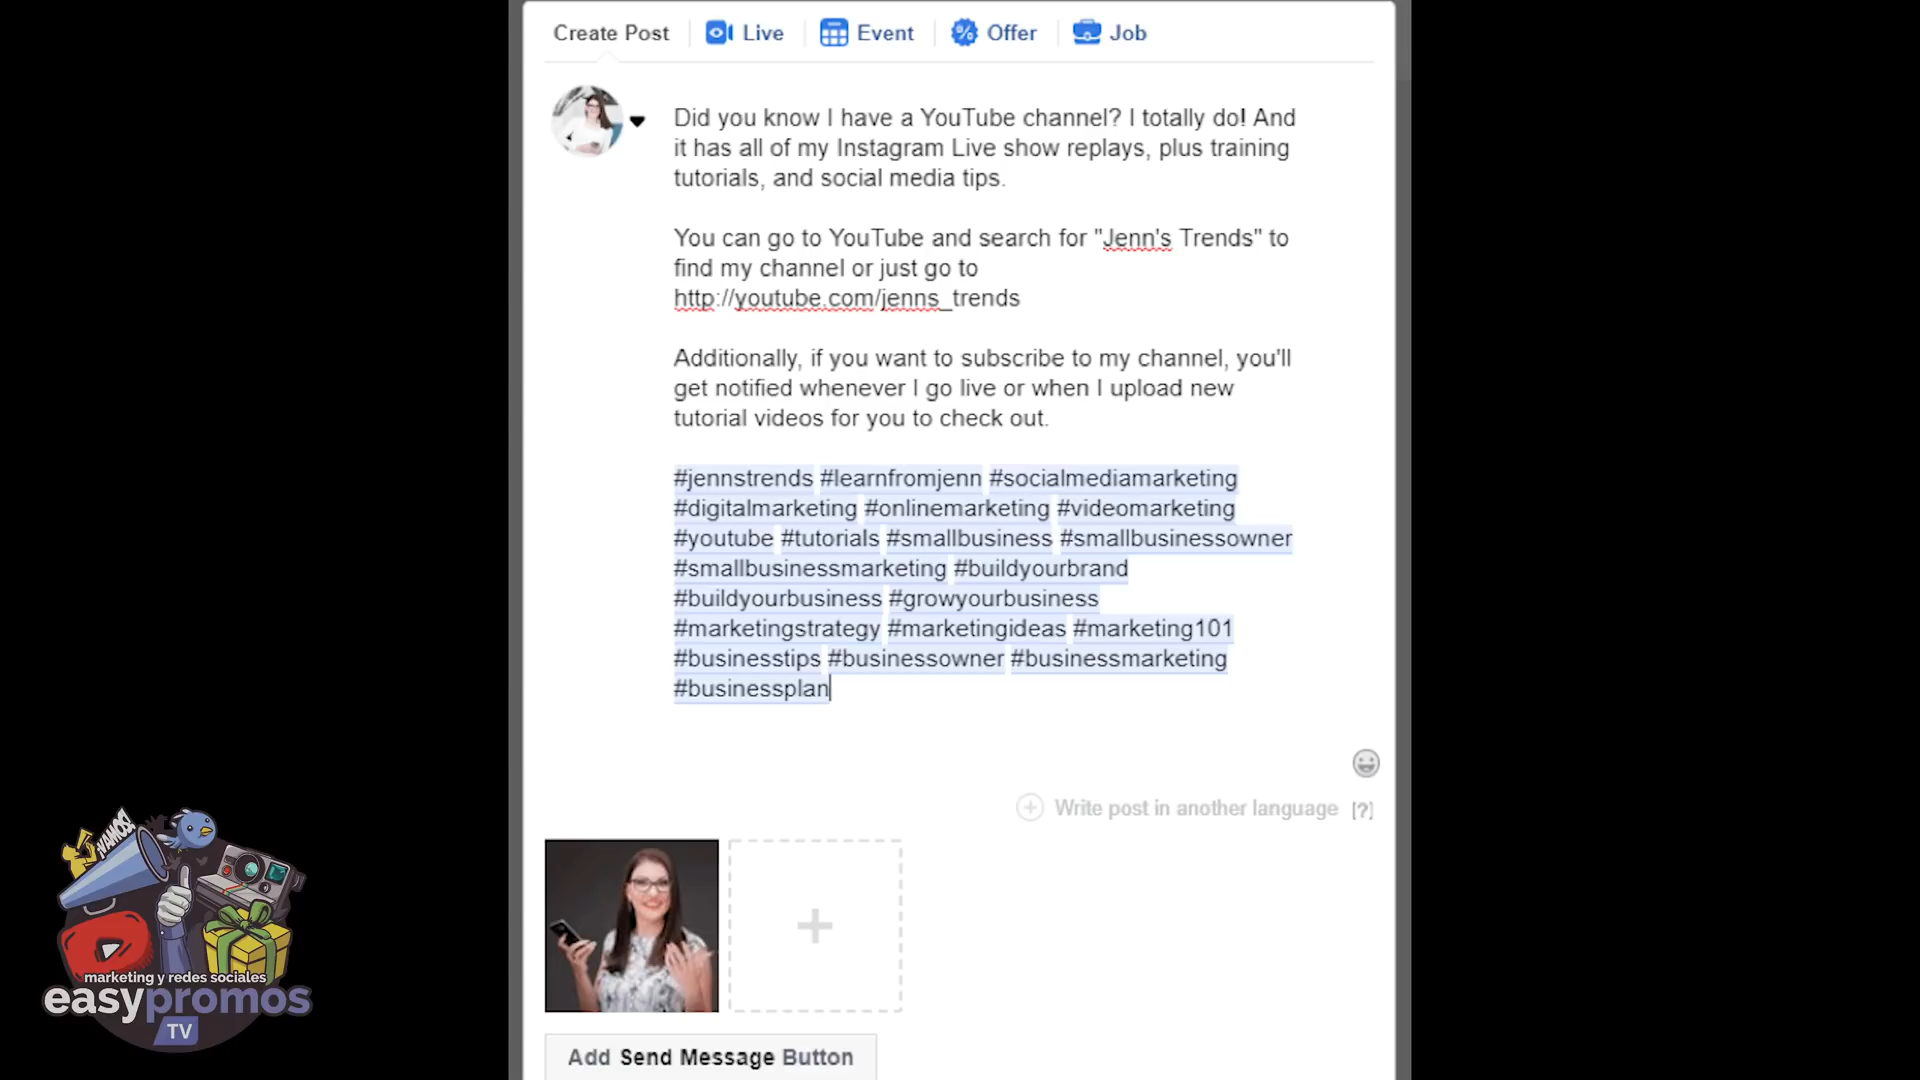 Create Post
Live
Event
Offer
Job
Did you know I have a YouTube channel? I totally do! And
it has all of my Instagram Live show replays, plus training
tutorials, and social media tips.
You can go to YouTube and search for "Jenn's Trends" to
find my channel or just go to
http://youtube.com/jenns_trends
Additionally, if you want to subscribe to my channel, you'll
get notified whenever I go live or when I upload new
tutorial videos for you to check out.
#jennstrends #learnfromjenn #socialmediamarketing
#digitalmarketing #onlinemarketing #videomarketing
#youtube #tutorials #smallbusiness #smallbusinessowner
#smallbusinessmarketing #buildyourbrand
#buildyourbusiness #growyourbusiness
#marketingstrategy #marketingideas #marketing101
#businesstips #businessowner #businessmarketing
#businessplan
Write post in another language [?]
Add Send Message Button
¡VAMOS!
marketing y redes sociales
easypromos
TV